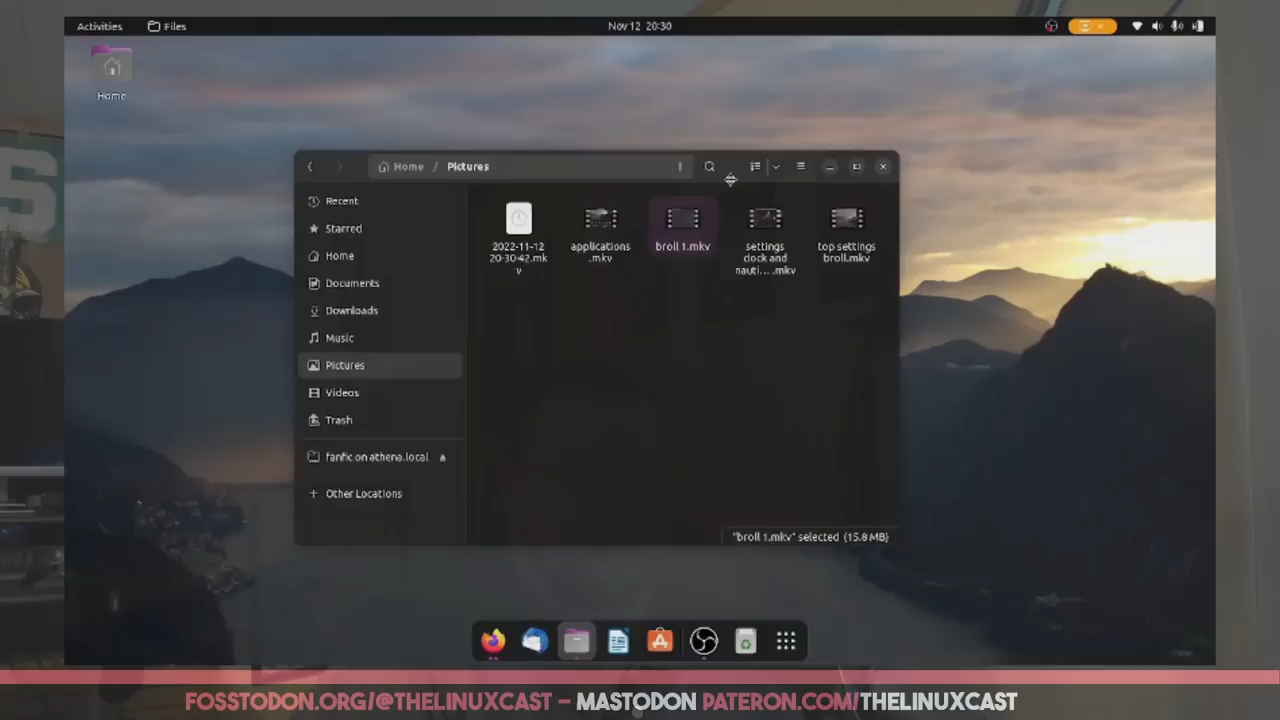 Activities Files Nov 12 20:30
Home
Home / Pictures
Recent
Starred
Home
Documents
Downloads
Music
Pictures
Videos
Trash
fanfic on athena.local
Other Locations
2022-11-12
20-30-42.mk
v
applications
.mkv
broll 1.mkv
settings
dock and
nauti... .mkv
top settings
broll.mkv
"broll 1.mkv" selected (15.8 MB)
FOSSTODON.ORG/@THELINUXCAST – MASTODON PATERON.COM/THELINUXCAST